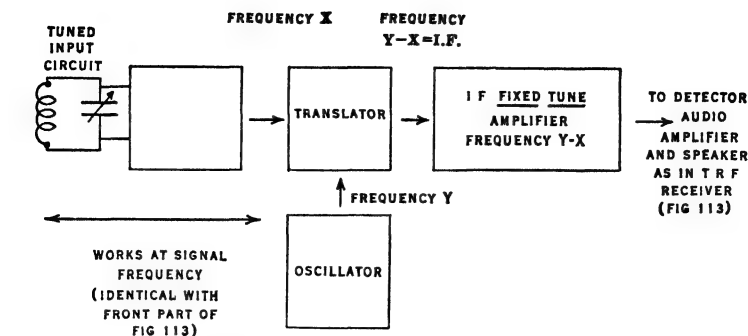 FREQUENCY X
FREQUENCY
Y-X=I.F.
TUNED
INPUT
CIRCUIT
TRANSLATOR
I F FIXED TUNE
AMPLIFIER
FREQUENCY Y-X
TO DETECTOR
AUDIO
AMPLIFIER
AND SPEAKER
AS IN T R F
RECEIVER
(FIG 113)
FREQUENCY Y
OSCILLATOR
WORKS AT SIGNAL
FREQUENCY
(IDENTICAL WITH
FRONT PART OF
FIG 113)